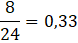 8/24 = 0,33